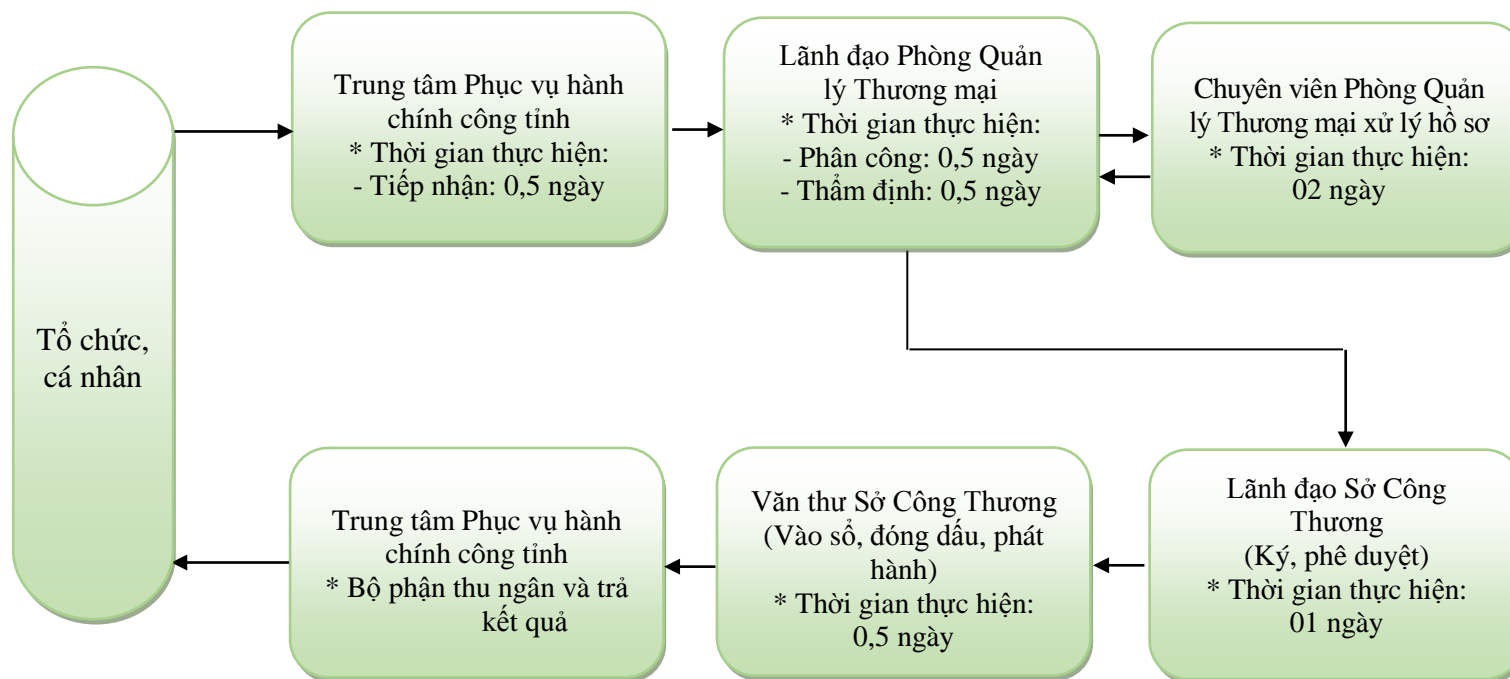 Tổ chức,
cá nhân
Trung tâm Phục vụ hành
chính công tỉnh
* Thời gian thực hiện:
- Tiếp nhận: 0,5 ngày
Lãnh đạo Phòng Quản
lý Thương mại
* Thời gian thực hiện:
- Phân công: 0,5 ngày
- Thẩm định: 0,5 ngày
Chuyên viên Phòng Quản
lý Thương mại xử lý hồ sơ
* Thời gian thực hiện:
02 ngày
Lãnh đạo Sở Công
Thương
(Ký, phê duyệt)
* Thời gian thực hiện:
01 ngày
Văn thư Sở Công Thương
(Vào sổ, đóng dấu, phát
hành)
* Thời gian thực hiện:
0,5 ngày
Trung tâm Phục vụ hành
chính công tỉnh
* Bộ phận thu ngân và trả
kết quả